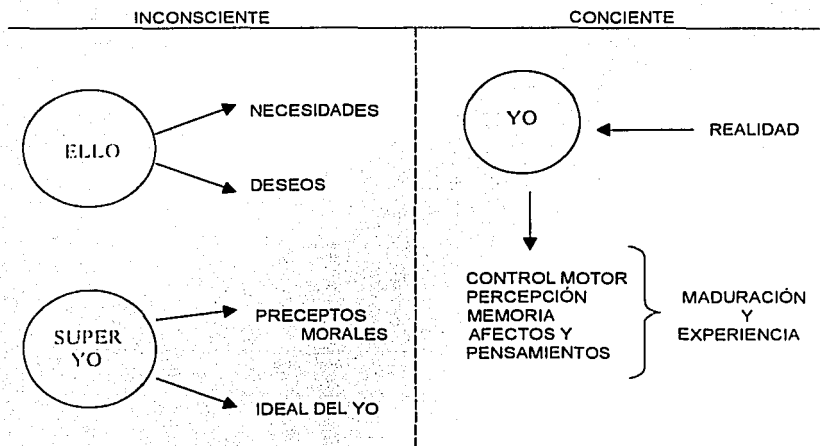 INCONSCIENTE
CONCIENTE
ELLO
NECESIDADES
DESEOS
SUPER
YO
PRECEPTOS
MORALES
IDEAL DEL YO
YO
REALIDAD
CONTROL MOTOR
PERCEPCIÓN
MEMORIA
AFECTOS Y
PENSAMIENTOS
MADURACIÓN
Y
EXPERIENCIA